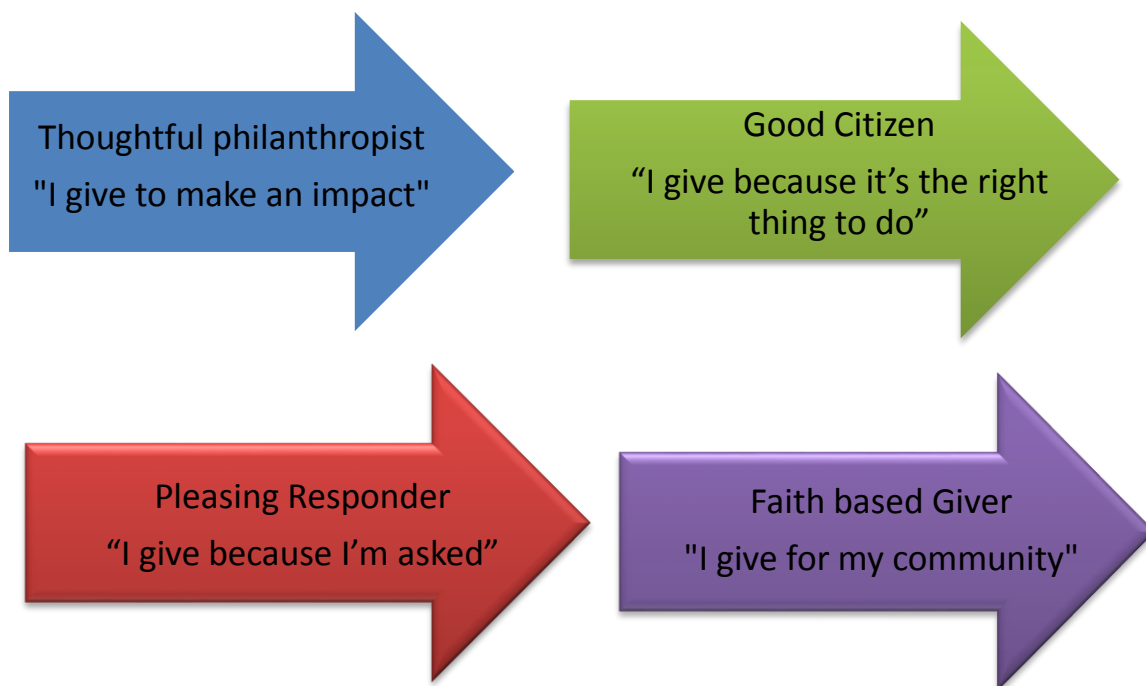 Thoughtful philanthropist
"I give to make an impact"
Good Citizen
“I give because it’s the right
thing to do”
Pleasing Responder
“I give because I’m asked”
Faith based Giver
"I give for my community"